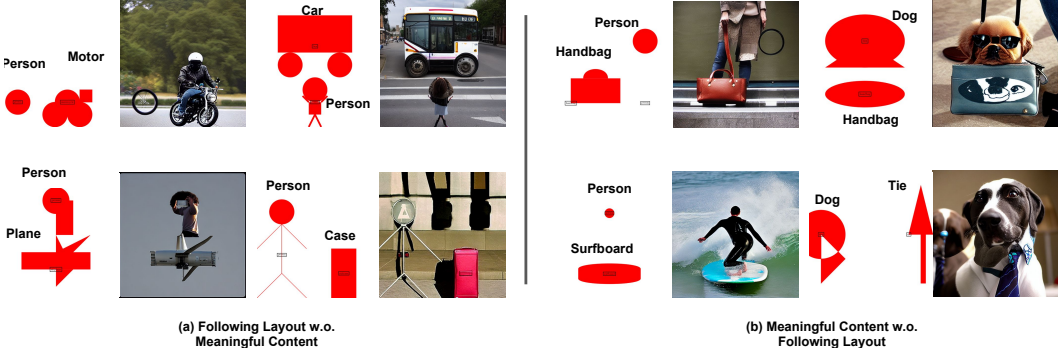 Person
Motor
Car
Person
Person
Handbag
Dog
Handbag
Person
Plane
Person
Case
Person
Surfboard
Dog
Tie
(a) Following Layout w.o.
Meaningful Content
(b) Meaningful Content w.o.
Following Layout